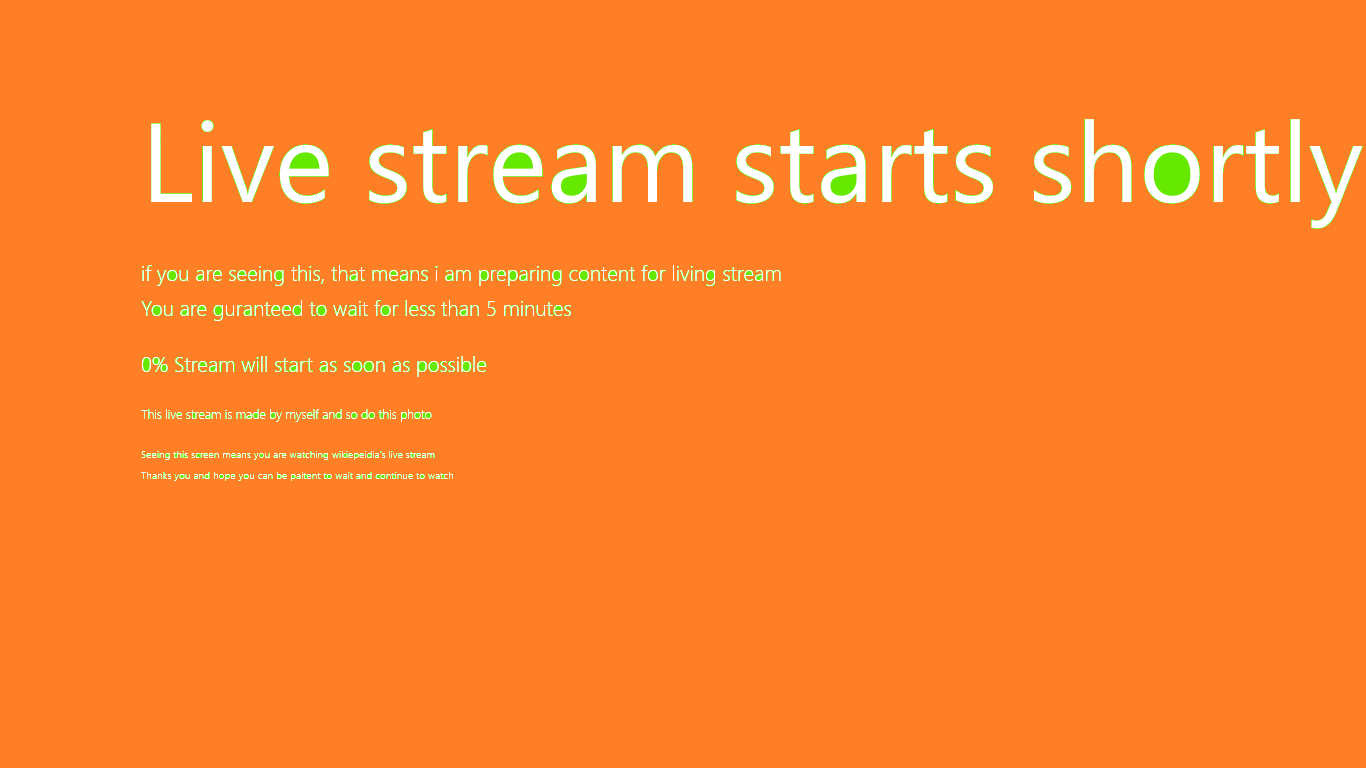 Live stream starts shortly
if you are seeing this, that means i am preparing content for living stream
You are guranteed to wait for less than 5 minutes
0% Stream will start as soon as possible
This live stream is made by myself and so do this photo
Seeing this screen means you are watching wikiepeidia's live stream
Thanks you and hope you can be paitent to wait and continue to watch